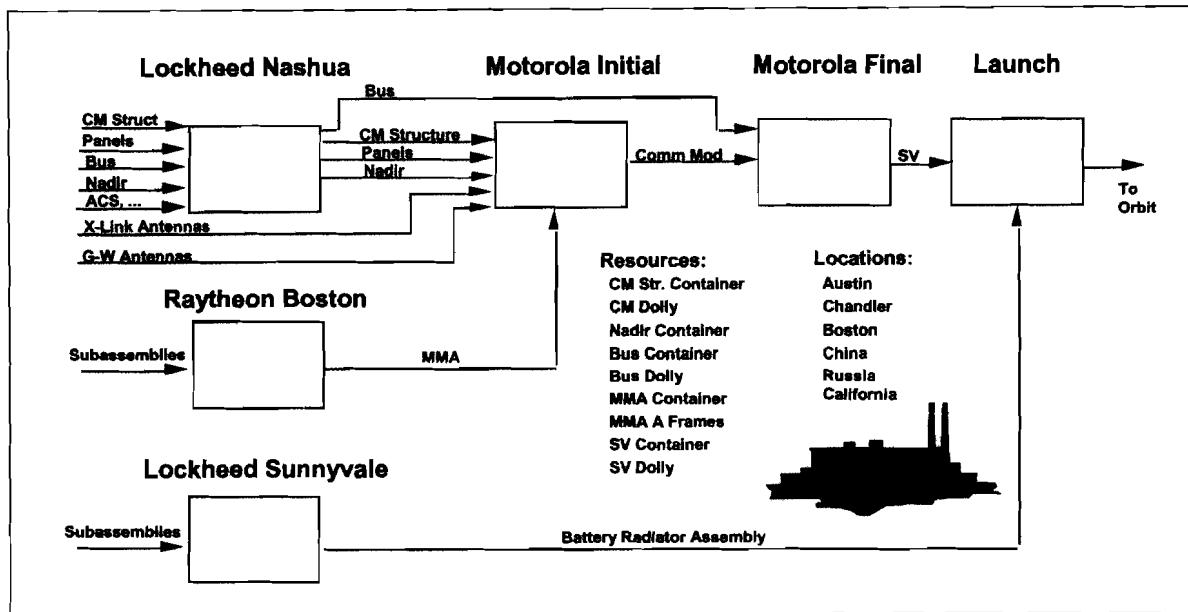 Lockheed Nashua
Motorola Initial
Motorola Final
Launch
Bus
CM Struct
Panels
Bus
Nadir
ACS, ...
X-Link Antennas
G-W Antennas
CM Structure
Panels
Nadir
Comm Mod
SV
To
Orbit
Raytheon Boston
Subassemblies
MMA
Resources:
CM Str. Container
CM Dolly
Nadir Container
Bus Container
Bus Dolly
MMA Container
MMA A Frames
SV Container
SV Dolly
Locations:
Austin
Chandler
Boston
China
Russia
California
Lockheed Sunnyvale
Subassemblies
Battery Radiator Assembly